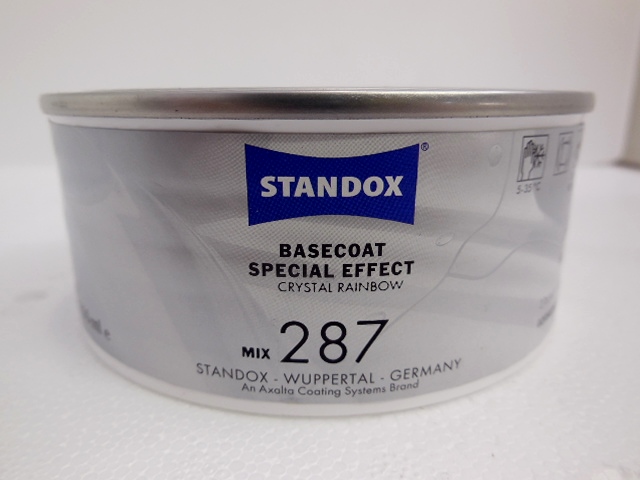 STANDOX®
BASECOAT
SPECIAL EFFECT
CRYSTAL RAINBOW
MIX 287
STANDOX - WUPPERTAL - GERMANY
An Axalta Coating Systems Brand
5-35°C